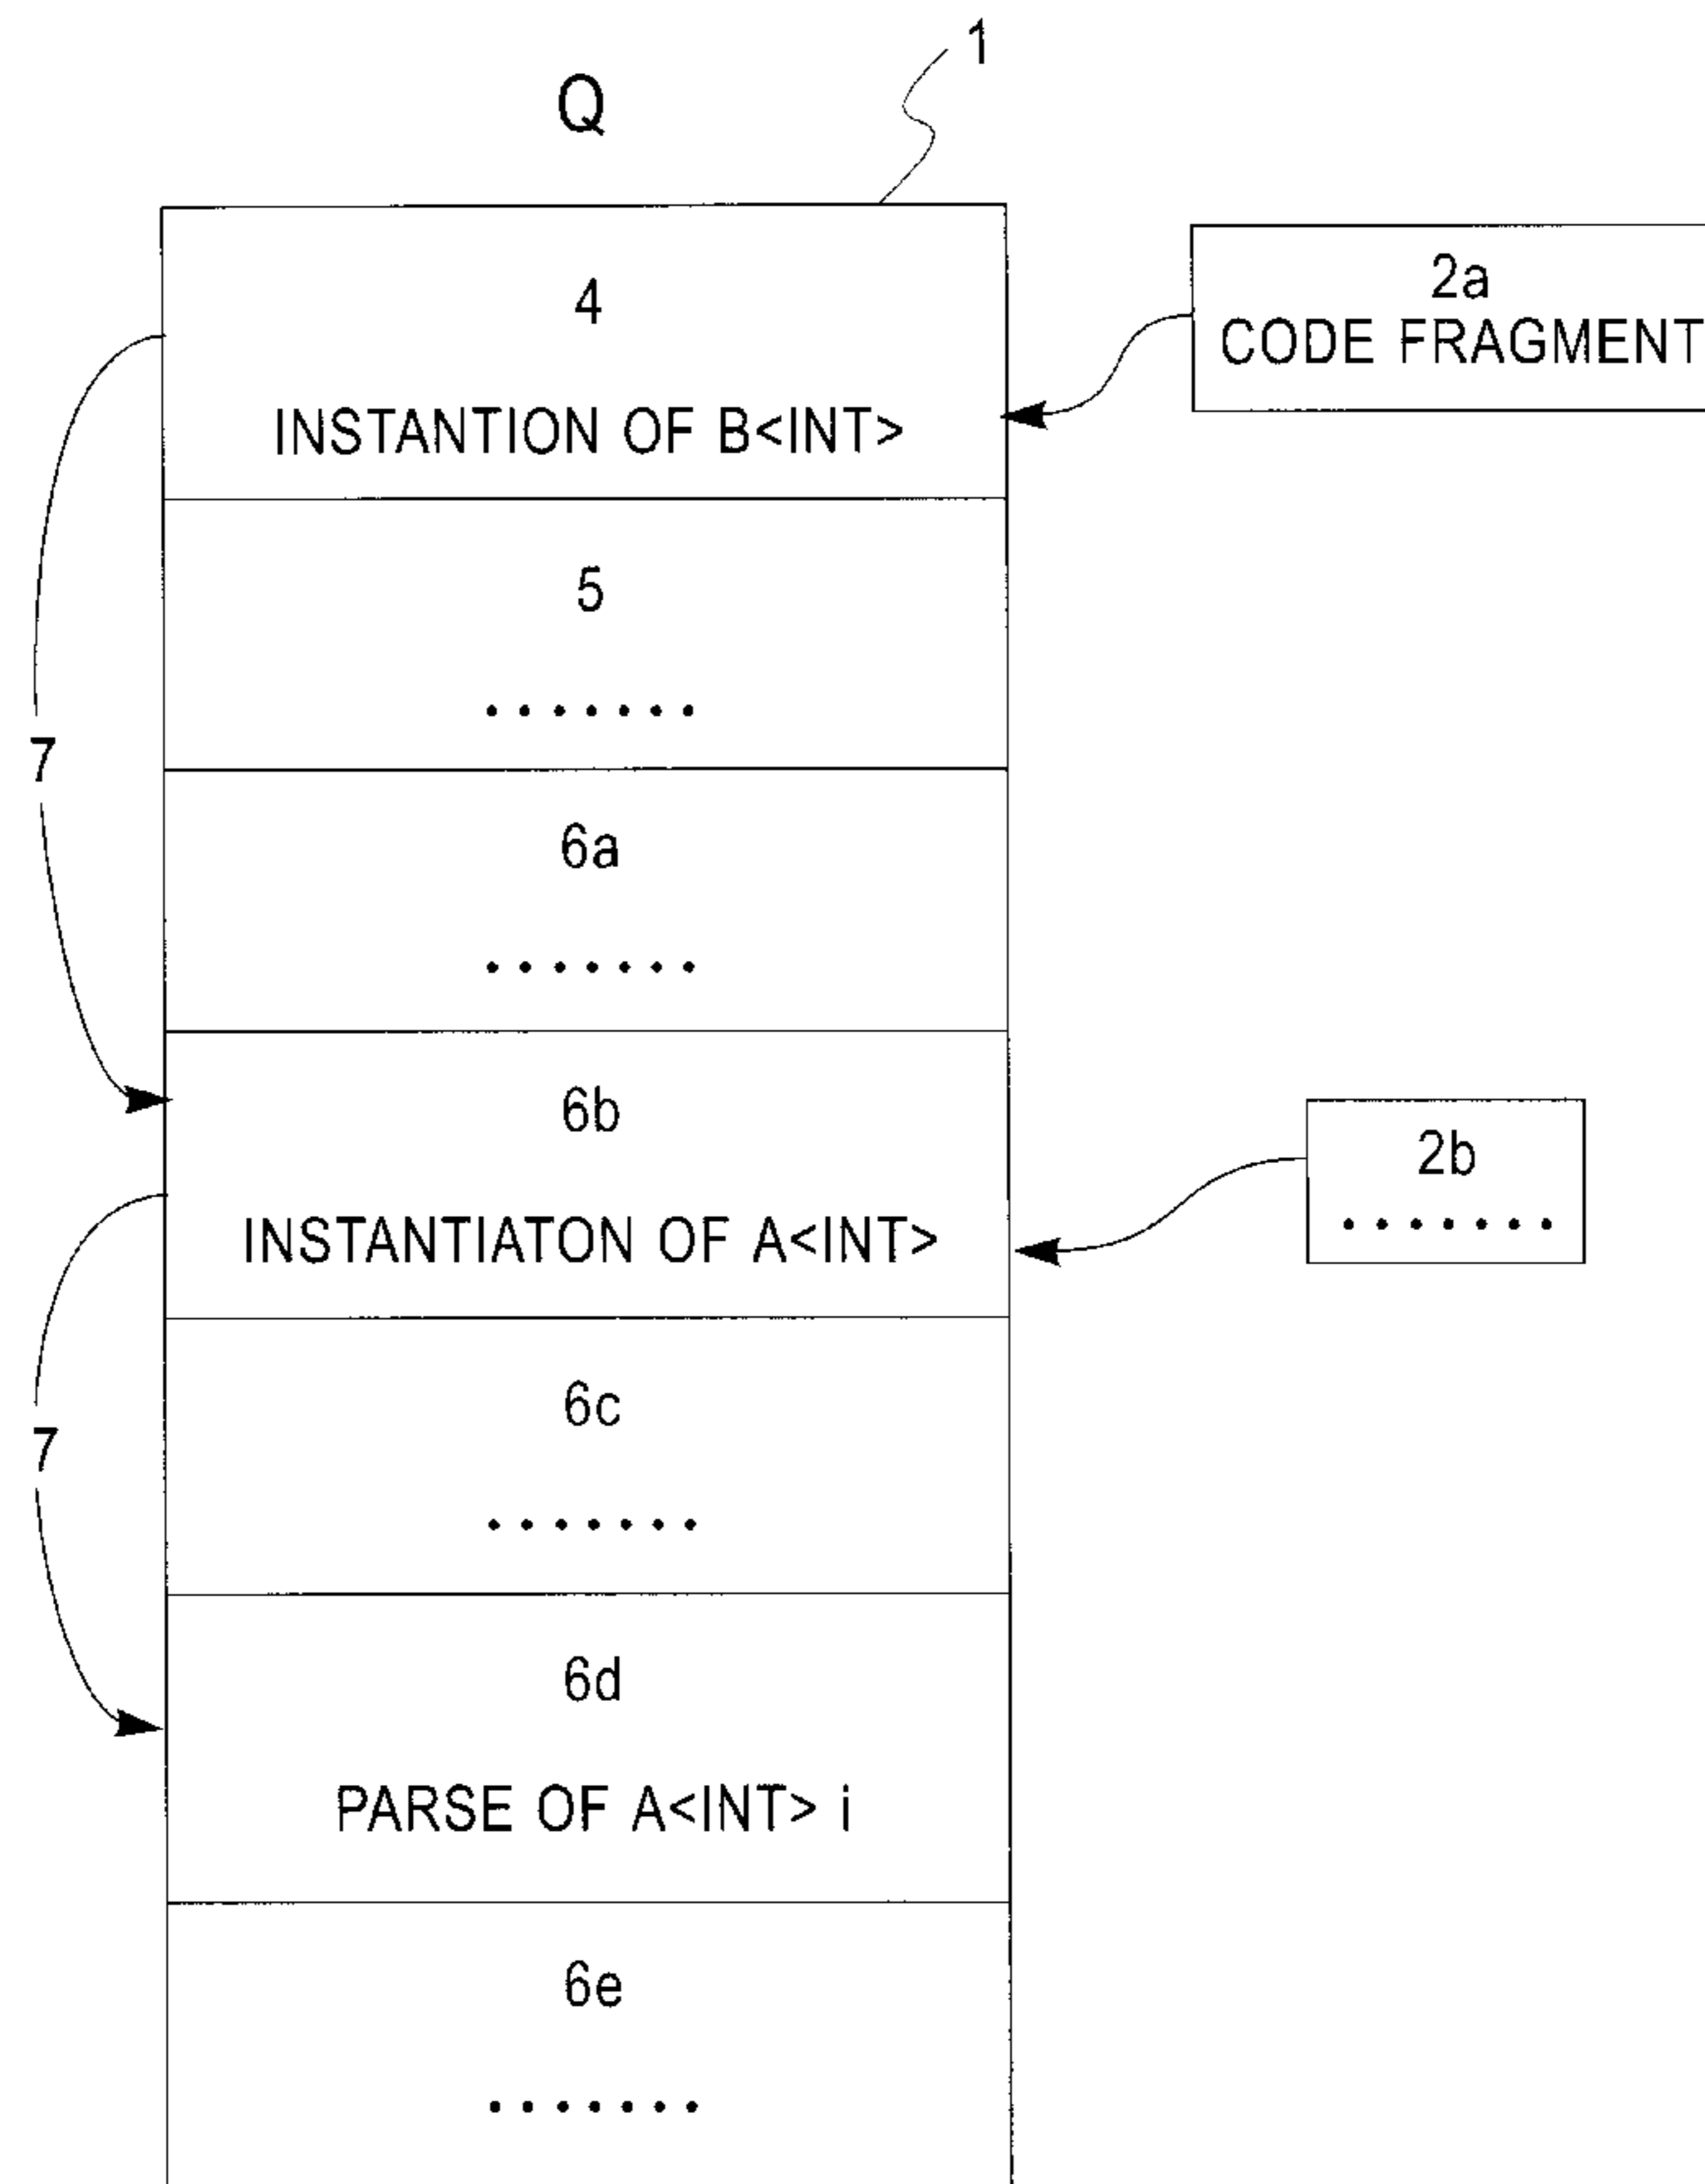 1
Q
4
INSTANTION OF B<INT>
2a
CODE FRAGMENT
5
.......
7
6a
.......
6b
INSTANTIATON OF A<INT>
2b
.......
6c
.......
7
6d
PARSE OF A<INT> i
6e
.......